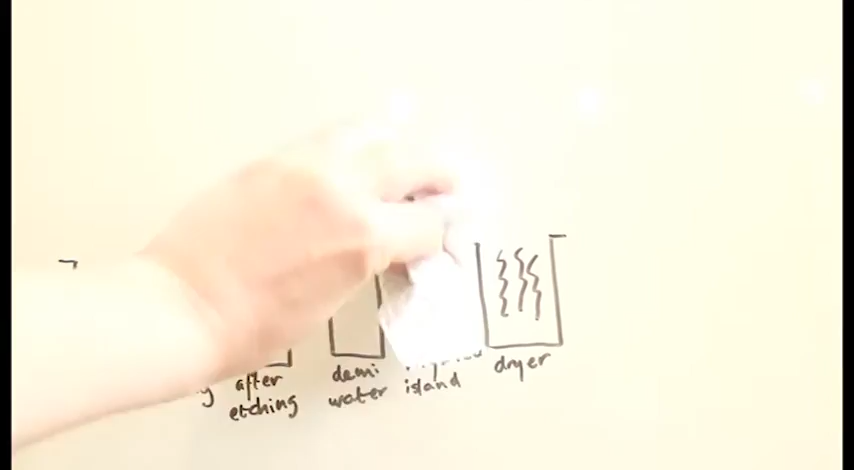 after
etching
demi
water
island
dryer